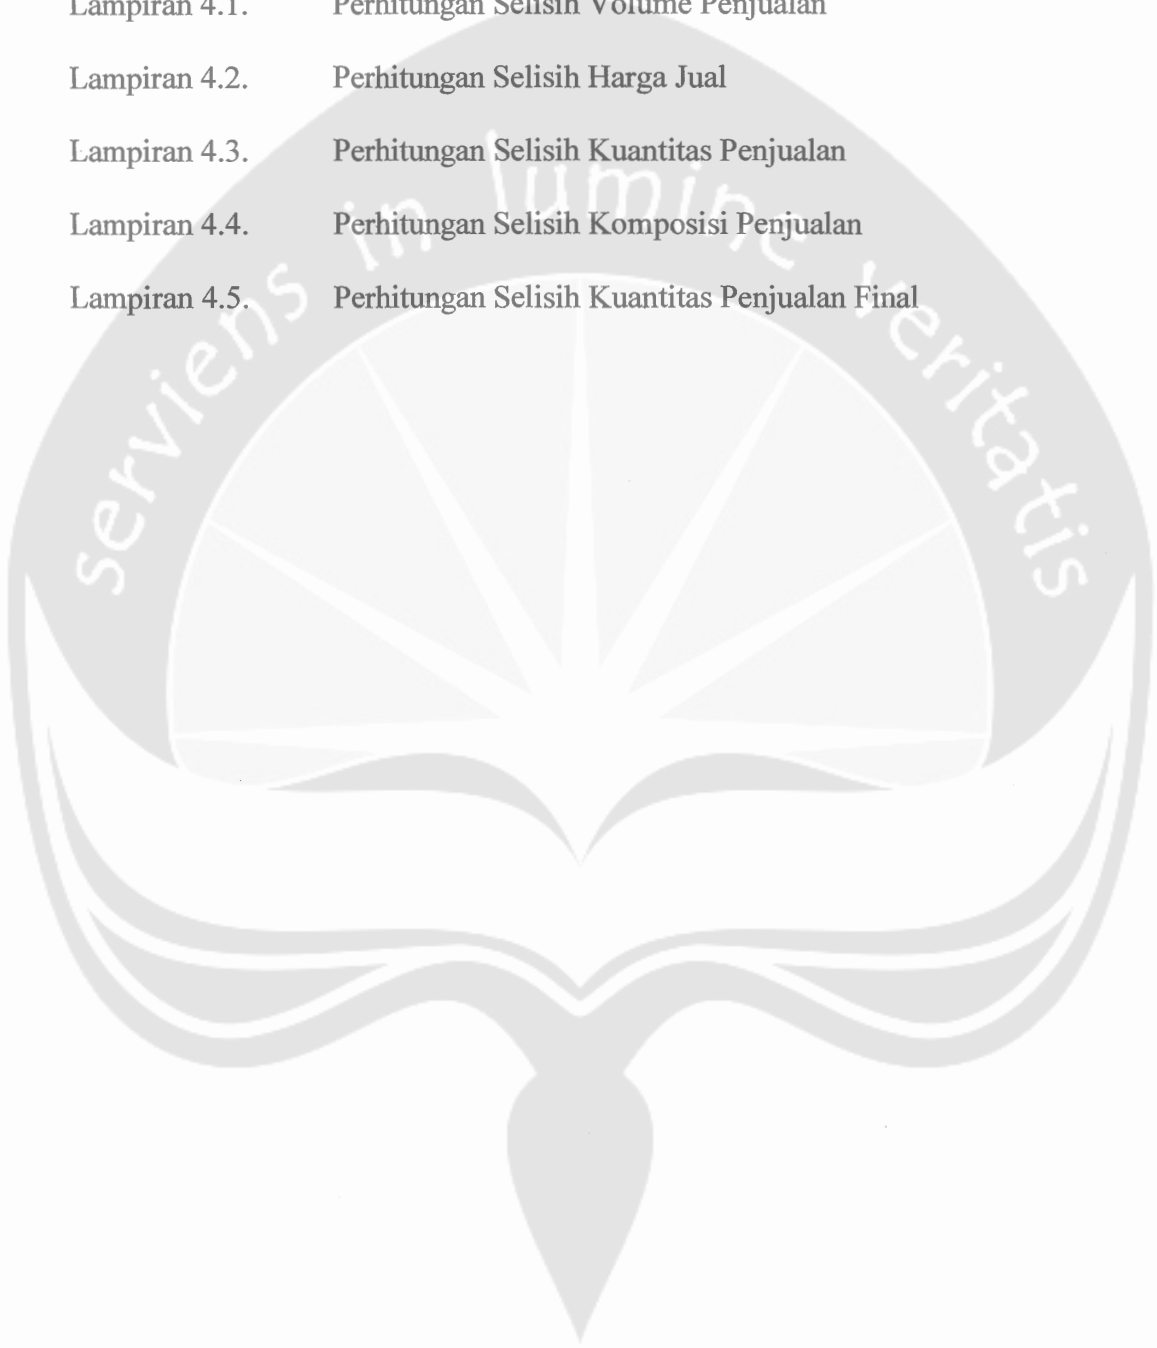 Lampiran 4.1. Perhitungan Selisih Volume Penjualan
Lampiran 4.2. Perhitungan Selisih Harga Jual
Lampiran 4.3. Perhitungan Selisih Kuantitas Penjualan
Lampiran 4.4. Perhitungan Selisih Komposisi Penjualan
Lampiran 4.5. Perhitungan Selisih Kuantitas Penjualan Final
serviens in lumine veritatis